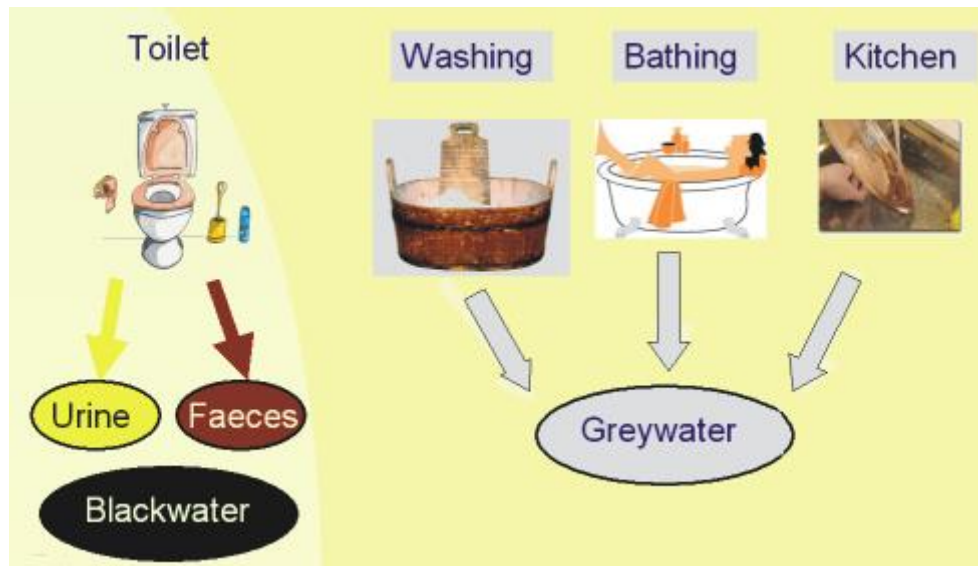 Toilet
Washing
Bathing
Kitchen
Urine
Faeces
Blackwater
Greywater